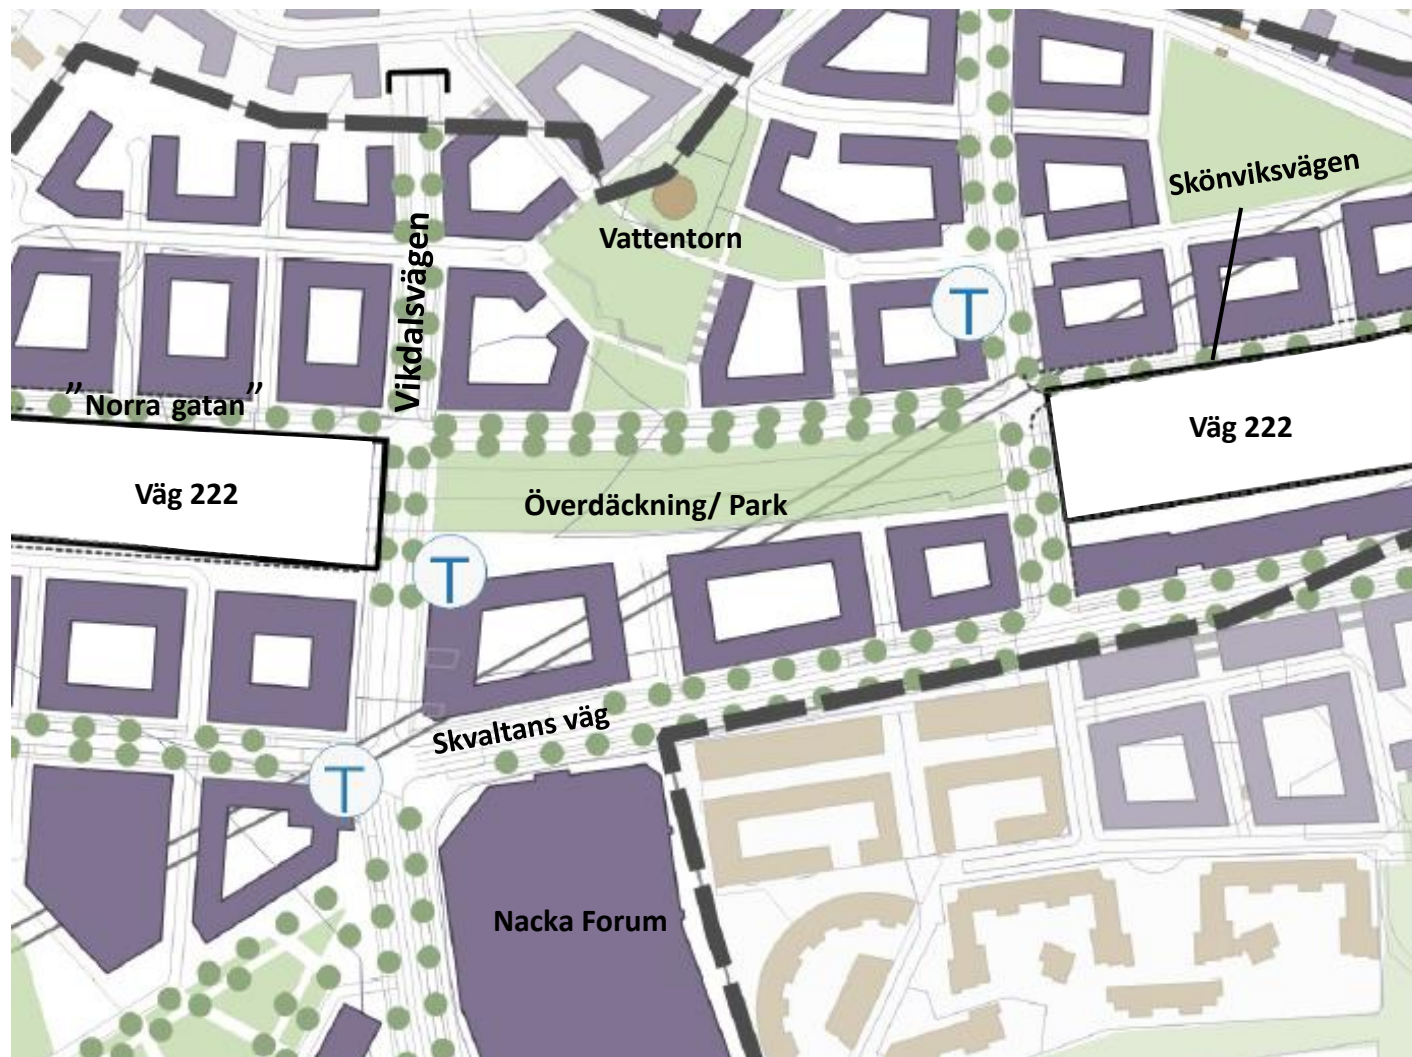 Skönviksvägen
Vattentorn
T
Vikdalsvägen
"Norra gatan"
Väg 222
Väg 222
Överdäckning/ Park
T
Skvaltans väg
T
Nacka Forum